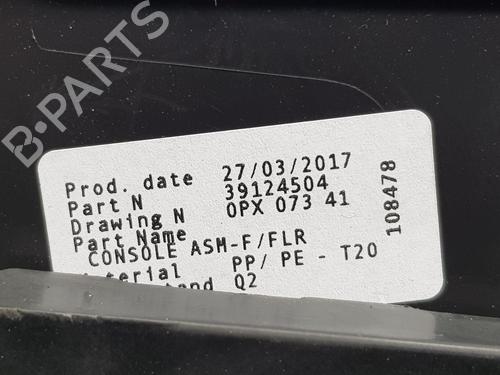 B-PARTS
Prod. date 27/03/2017
Part N 39124504
Drawing N 0PX 073 41
Part Name
CONSOLE ASM-F/FLR
PP/ PE - T20
Q2
108478